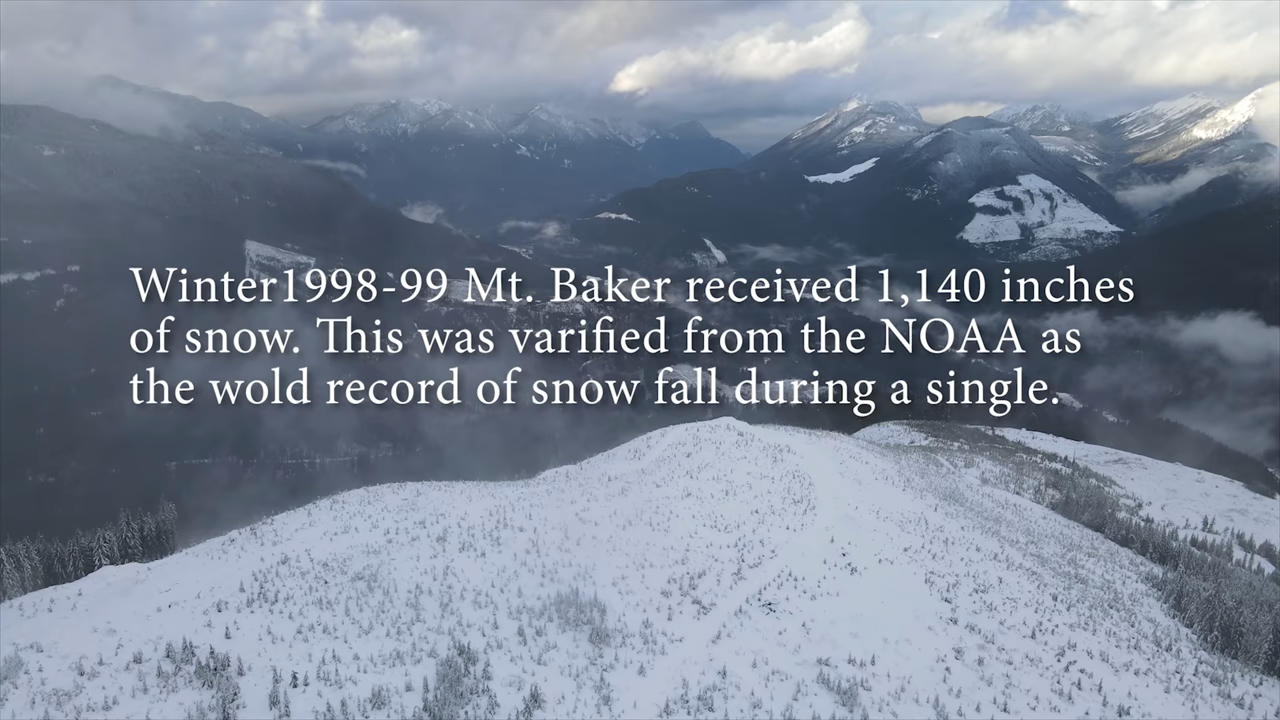 Winter1998-99 Mt. Baker received 1,140 inches
of snow. This was varified from the NOAA as
the wold record of snow fall during a single.